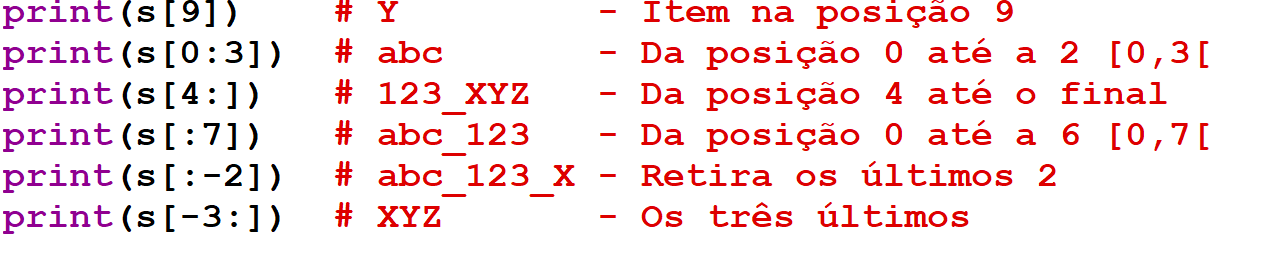 print(s[9])    # Y         - Item na posição 9
print(s[0:3])  # abc       - Da posição 0 até a 2 [0,3[
print(s[4:])   # 123_XYZ   - Da posição 4 até o final
print(s[:7])   # abc_123   - Da posição 0 até a 6 [0,7[
print(s[:-2])  # abc_123_X - Retira os últimos 2
print(s[-3:])  # XYZ       - Os três últimos